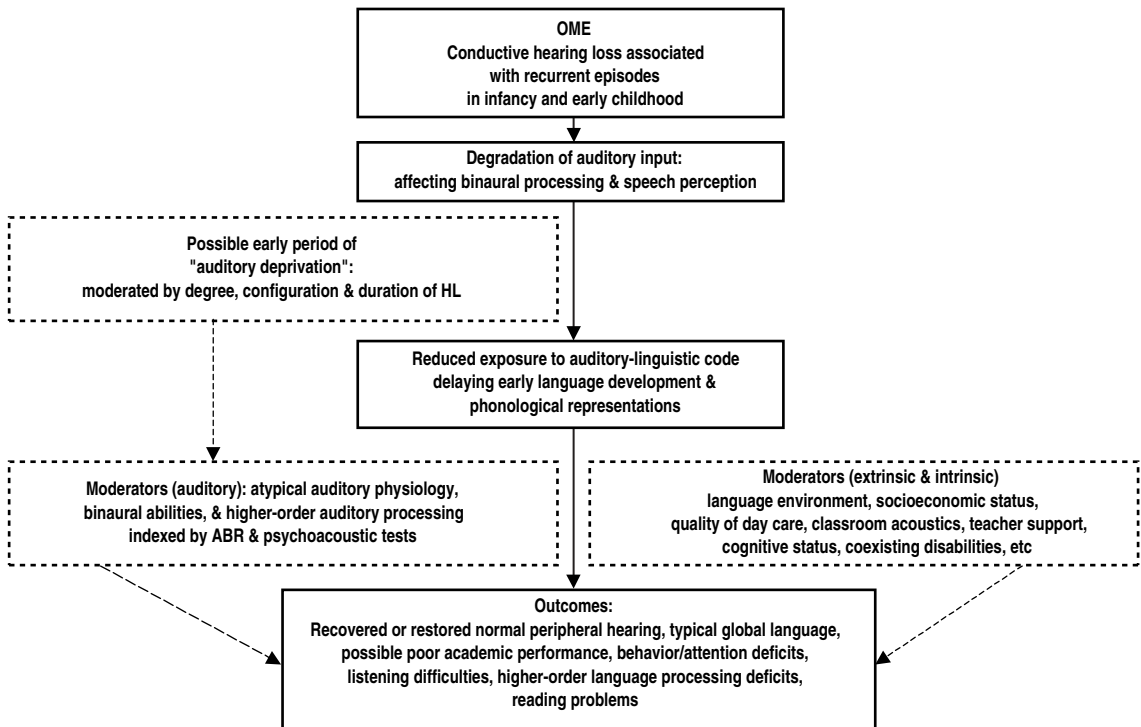 OME
Conductive hearing loss associated
with recurrent episodes
in infancy and early childhood
Degradation of auditory input:
affecting binaural processing & speech perception
Possible early period of
"auditory deprivation":
moderated by degree, configuration & duration of HL
Reduced exposure to auditory-linguistic code
delaying early language development &
phonological representations
Moderators (auditory): atypical auditory physiology,
binaural abilities, & higher-order auditory processing
indexed by ABR & psychoacoustic tests
Moderators (extrinsic & intrinsic)
language environment, socioeconomic status,
quality of day care, classroom acoustics, teacher support,
cognitive status, coexisting disabilities, etc
Outcomes:
Recovered or restored normal peripheral hearing, typical global language,
possible poor academic performance, behavior/attention deficits,
listening difficulties, higher-order language processing deficits,
reading problems